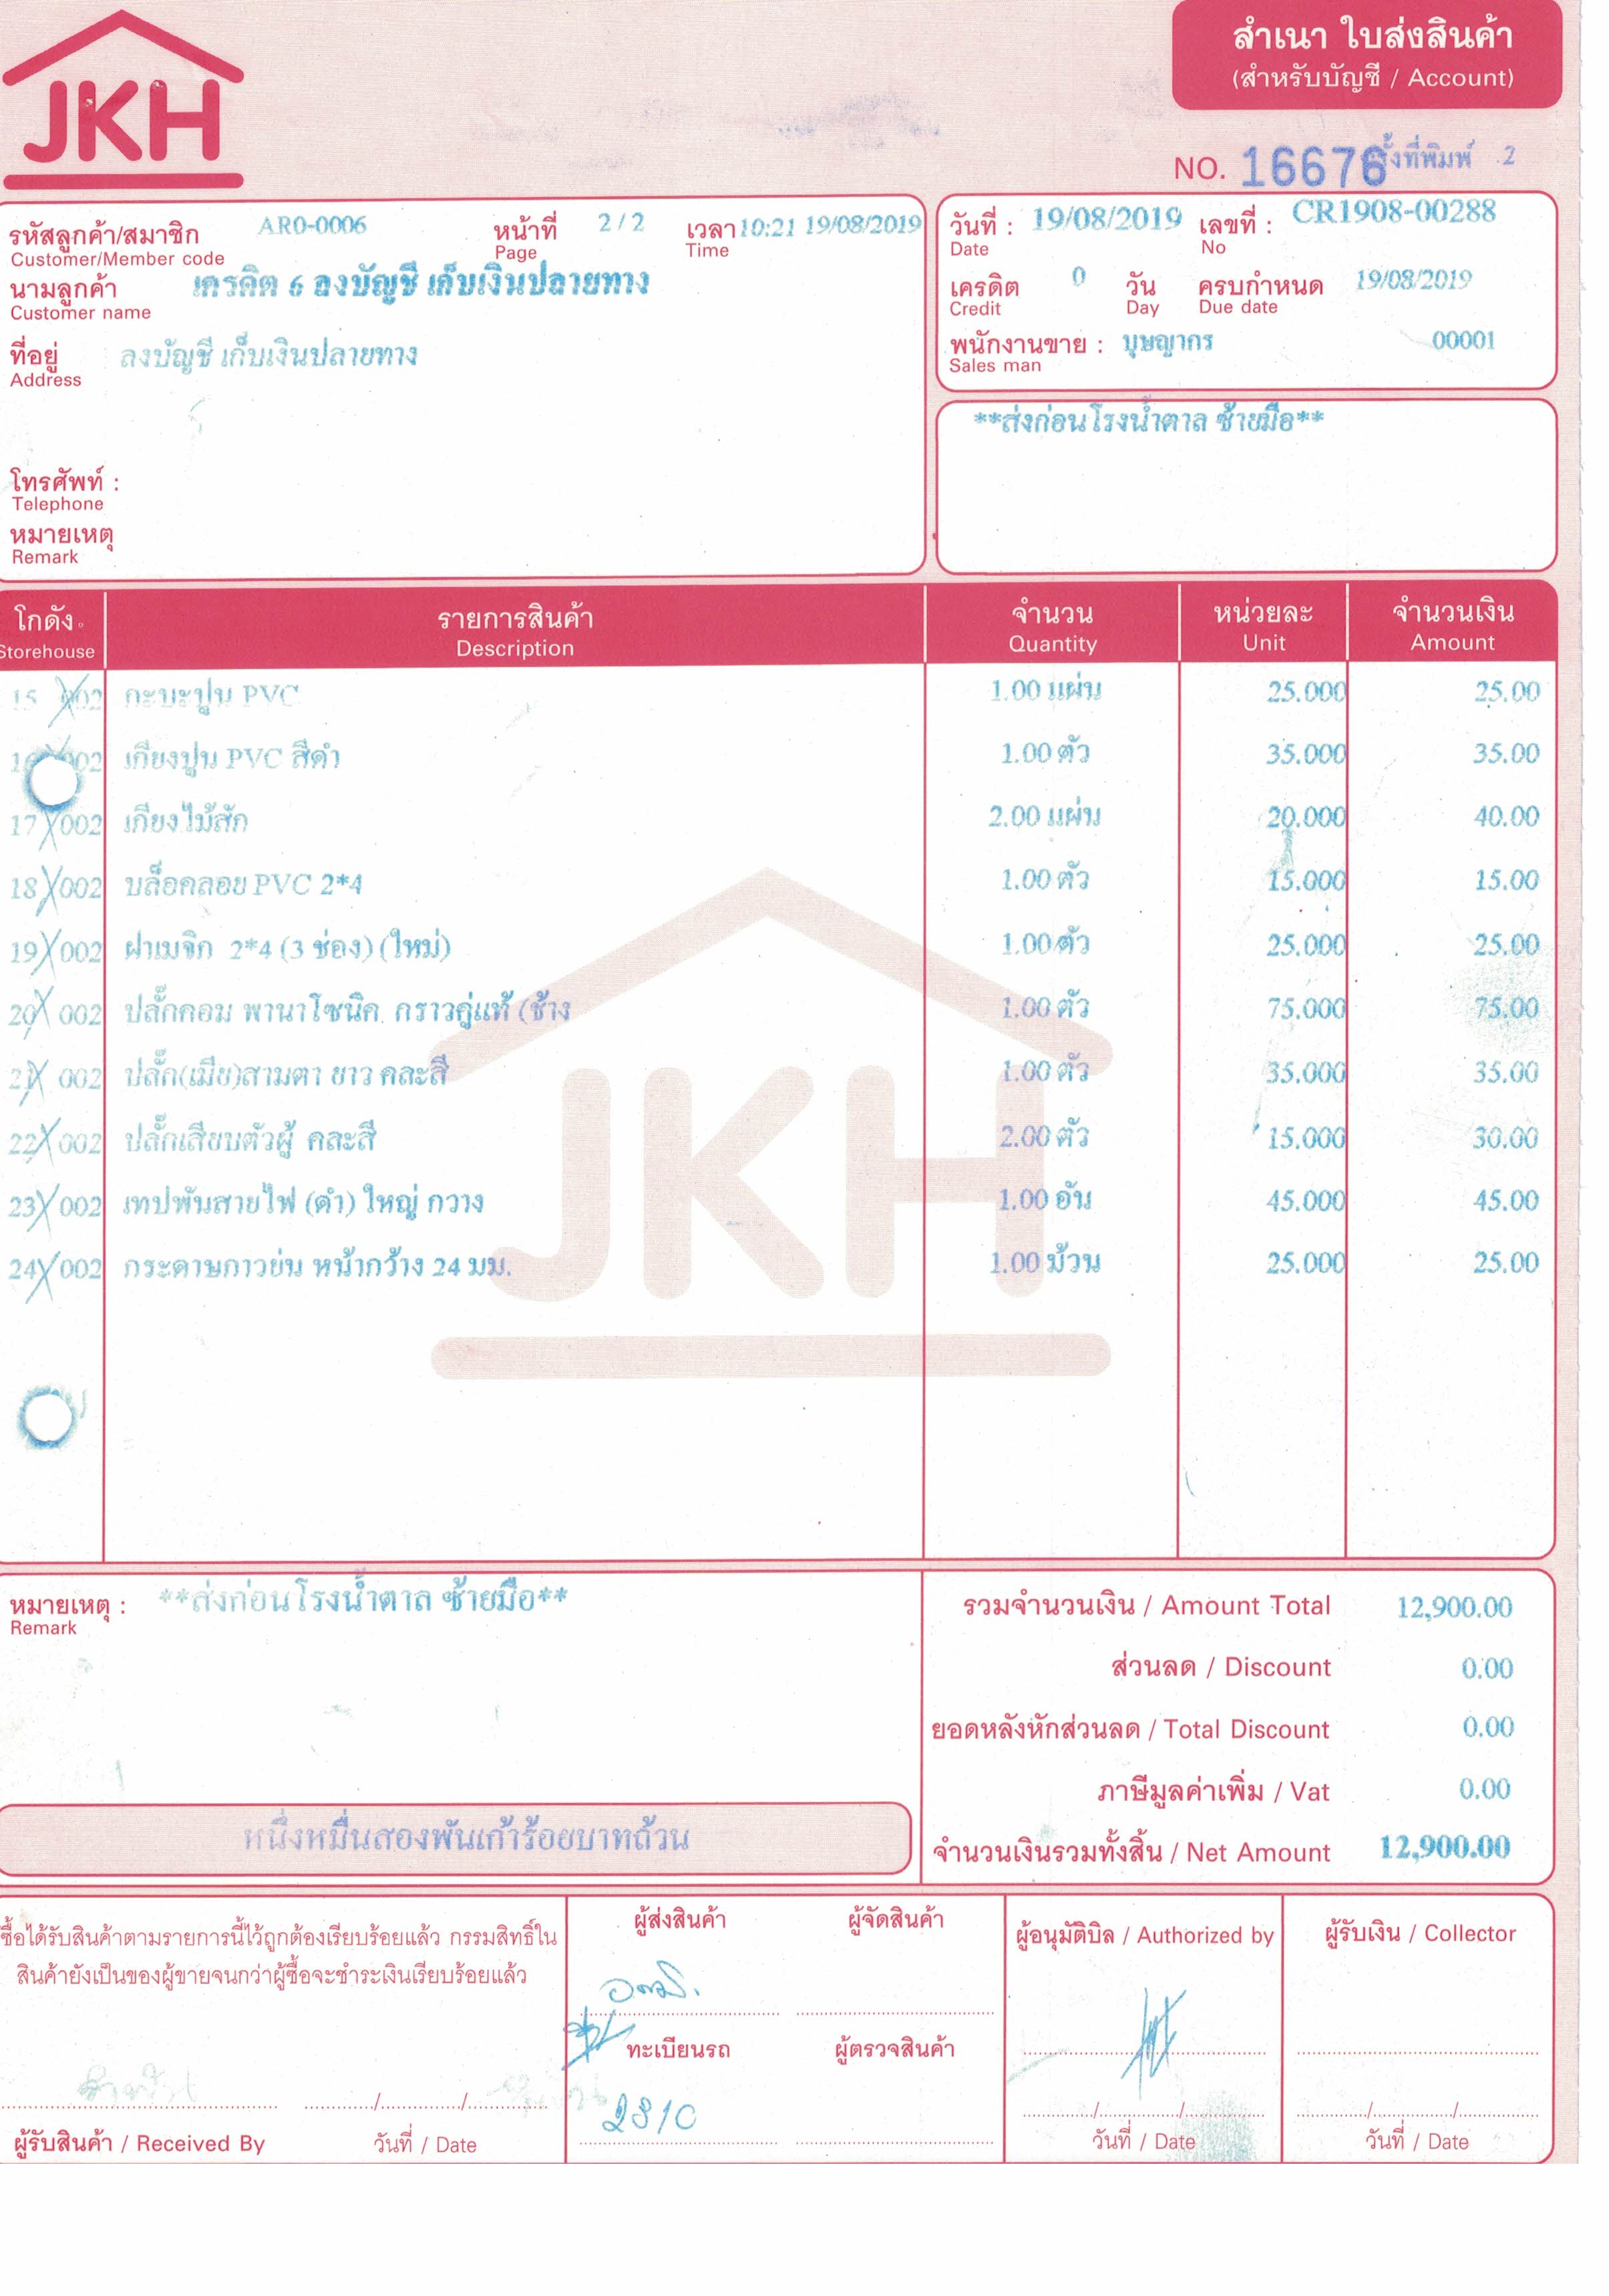 JKH
สำเนา ใบส่งสินค้า
(สำหรับบัญชี / Account)
NO. 16676 ครั้งที่พิมพ์ 2
รหัสลูกค้า/สมาชิก AR0-0006 หน้าที่ 2 / 2 เวลา 10:21 19/08/2019
Customer/Member code Page Time
นามลูกค้า เครดิต 6 ลงบัญชี เก็บเงินปลายทาง
Customer name
ที่อยู่ ลงบัญชี เก็บเงินปลายทาง
Address
โทรศัพท์ :
Telephone
หมายเหตุ
Remark
วันที่ : 19/08/2019 เลขที่ : CR1908-00288
Date No
เครดิต 0 วัน ครบกำหนด 19/08/2019
Credit Day Due date
พนักงานขาย : บุษญากร 00001
Sales man
**ส่งก่อนโรงน้ำตาล ซ้ายมือ**
โกดัง รายการสินค้า จำนวน หน่วยละ จำนวนเงิน
Storehouse Description Quantity Unit Amount
15 002 กะบะปูน PVC 1.00 แผ่น 25.000 25.00
16 002 เกียงปูน PVC สีดำ 1.00 ตัว 35.000 35.00
17 002 เกียงไม้สัก 2.00 แผ่น 20.000 40.00
18 002 บล็อคลอย PVC 2*4 1.00 ตัว 15.000 15.00
19 002 ฝาเมจิก 2*4 (3 ช่อง) (ใหม่) 1.00 ตัว 25.000 25.00
20 002 ปลั๊กคอม พานาโซนิค กราวคู่แท้ (ช้าง 1.00 ตัว 75.000 75.00
21 002 ปลั๊ก(เมีย)สามตา ยาว คละสี 1.00 ตัว 35.000 35.00
22 002 ปลั๊กเสียบตัวผู้ คละสี 2.00 ตัว 15.000 30.00
23 002 เทปพันสายไฟ (ดำ) ใหญ่ กวาง 1.00 อัน 45.000 45.00
24 002 กระดาษกาวย่น หน้ากว้าง 24 มม. 1.00 ม้วน 25.000 25.00
JKH
หมายเหตุ : **ส่งก่อนโรงน้ำตาล ซ้ายมือ**
Remark
รวมจำนวนเงิน / Amount Total 12,900.00
ส่วนลด / Discount 0.00
ยอดหลังหักส่วนลด / Total Discount 0.00
ภาษีมูลค่าเพิ่ม / Vat 0.00
หนึ่งหมื่นสองพันเก้าร้อยบาทถ้วน
จำนวนเงินรวมทั้งสิ้น / Net Amount 12,900.00
ซื้อได้รับสินค้าตามรายการนี้ไว้ถูกต้องเรียบร้อยแล้ว กรรมสิทธิ์ใน
สินค้ายังเป็นของผู้ขายจนกว่าผู้ซื้อจะชำระเงินเรียบร้อยแล้ว
ผู้รับสินค้า / Received By วันที่ / Date
ผู้ส่งสินค้า ผู้จัดสินค้า
ทะเบียนรถ ผู้ตรวจสินค้า
2810
ผู้อนุมัติบิล / Authorized by
วันที่ / Date
ผู้รับเงิน / Collector
วันที่ / Date